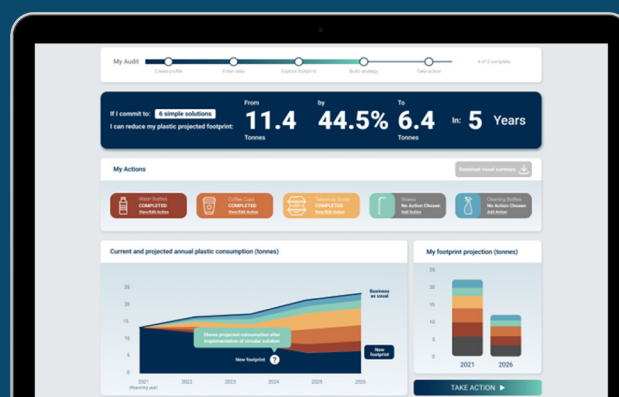 My Audit
Create profile
Enter data
Explore footprint
Build strategy
Take action
4 of 5 complete
If I commit to: 6 simple solutions
I can reduce my plastic projected footprint:
From
11.4
Tonnes
by
44.5%
To
6.4
Tonnes
In: 5 Years
My Actions
Download visual summary
Water Bottles
COMPLETED
View/Edit Action
Coffee Cups
COMPLETED
View/Edit Action
Takeaway Boxes
COMPLETED
View/Edit Action
Straws
No Action Chosen
Add Action
Cleaning Bottles
No Action Chosen
Add Action
Current and projected annual plastic consumption (tonnes)
25
20
15
10
5
0
Business
as usual
Shows projected consumption after
implementation of circular solution
New footprint
?
New
footprint
2021
(Reporting year)
2022
2023
2024
2025
2026
My footprint projection (tonnes)
25
20
15
10
5
0
2021
2026
TAKE ACTION